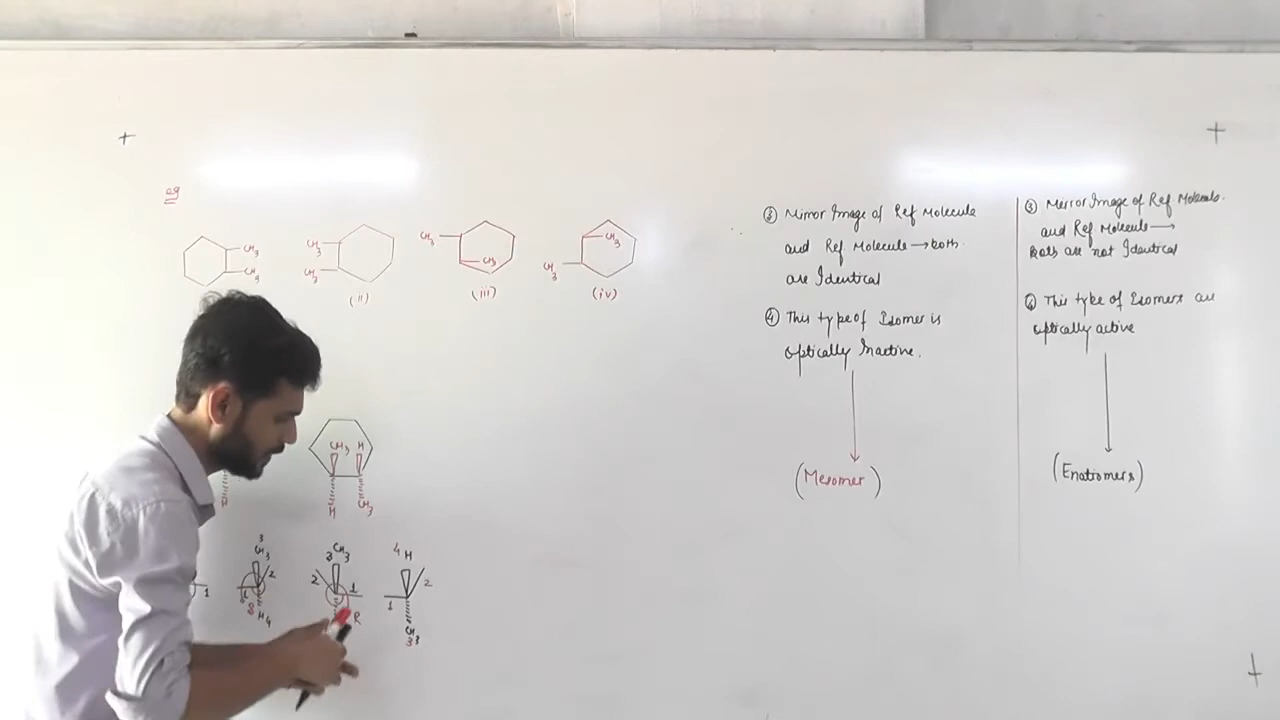 eg
CH3
CH3
CH3
CH3
(ii)
CH3
CH3
(iii)
CH3
CH3
(iv)
H
CH3 H
H CH3
1
3
CH3
2
1
S
H4
3 CH3
2 1
R
4 H
1 2
CH3
3
③ Mirror Image of Ref Molecule
and Ref Molecule → both
are Identical
④ This type of Isomer is
optically Inactive.
(Mesomer)
③ Mirror Image of Ref Molecule.
and Ref Molecule →
Both are not Identical
④ This type of Isomers are
optically active
(Enatiomers)